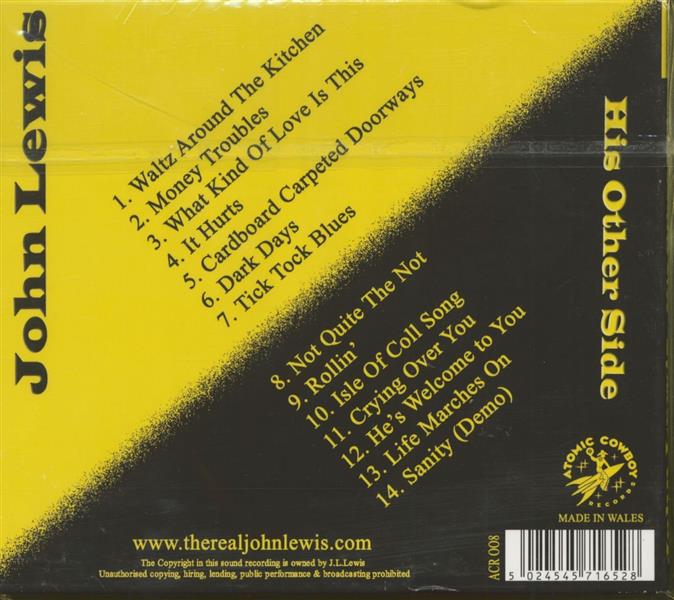 John Lewis
1. Waltz Around The Kitchen
2. Money Troubles
3. What Kind Of Love Is This
4. It Hurts
5. Cardboard Carpeted Doorways
6. Dark Days
7. Tick Tock Blues
8. Not Quite The Not
9. Rollin'
10. Isle Of Coll Song
11. Crying Over You
12. He's Welcome to You
13. Life Marches On
14. Sanity (Demo)
His Other Side
ATOMIC COWBOY
RECORDS
MADE IN WALES
www.therealjohnlewis.com
The Copyright in this sound recording is owned by J.L.Lewis
Unauthorised copying, hiring, lending, public performance & broadcasting prohibited
ACR 008
5 024545 716528